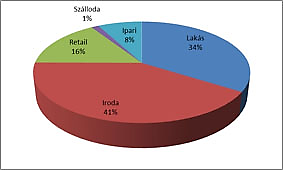 Szálloda
1%
Ipari
8%
Lakás
34%
Retail
16%
Iroda
41%